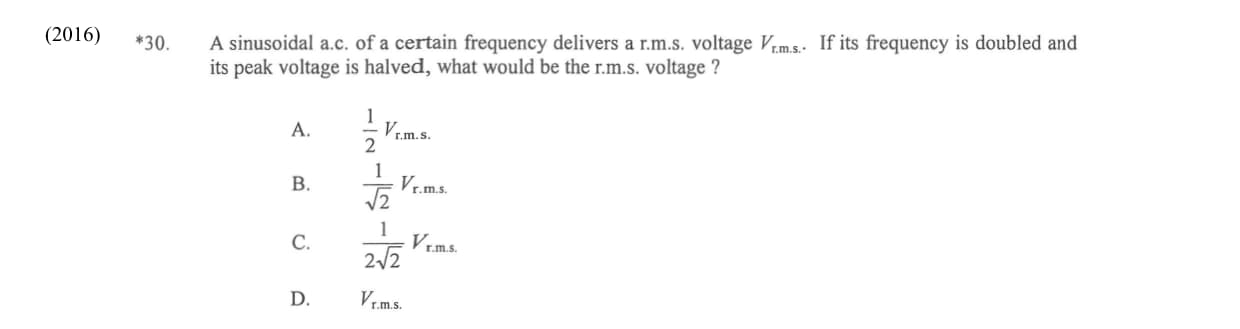 (2016) *30. A sinusoidal a.c. of a certain frequency delivers a r.m.s. voltage V_{r.m.s.}. If its frequency is doubled and
its peak voltage is halved, what would be the r.m.s. voltage ?
A. \frac{1}{2} V_{r.m.s.}
B. \frac{1}{\sqrt{2}} V_{r.m.s.}
C. \frac{1}{2\sqrt{2}} V_{r.m.s.}
D. V_{r.m.s.}